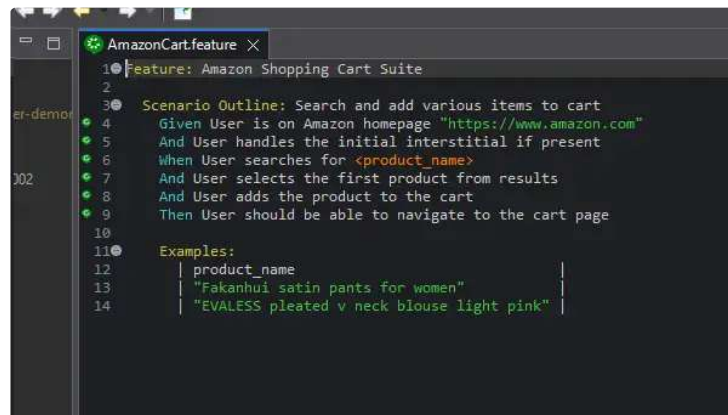 AmazonCart.feature
1 Feature: Amazon Shopping Cart Suite
2
3 Scenario Outline: Search and add various items to cart
4 Given User is on Amazon homepage "https://www.amazon.com"
5 And User handles the initial interstitial if present
6 When User searches for <product_name>
7 And User selects the first product from results
8 And User adds the product to the cart
9 Then User should be able to navigate to the cart page
10
11 Examples:
12 | product_name |
13 | "Fakanhui satin pants for women" |
14 | "EVALESS pleated v neck blouse light pink" |
er-demor
002